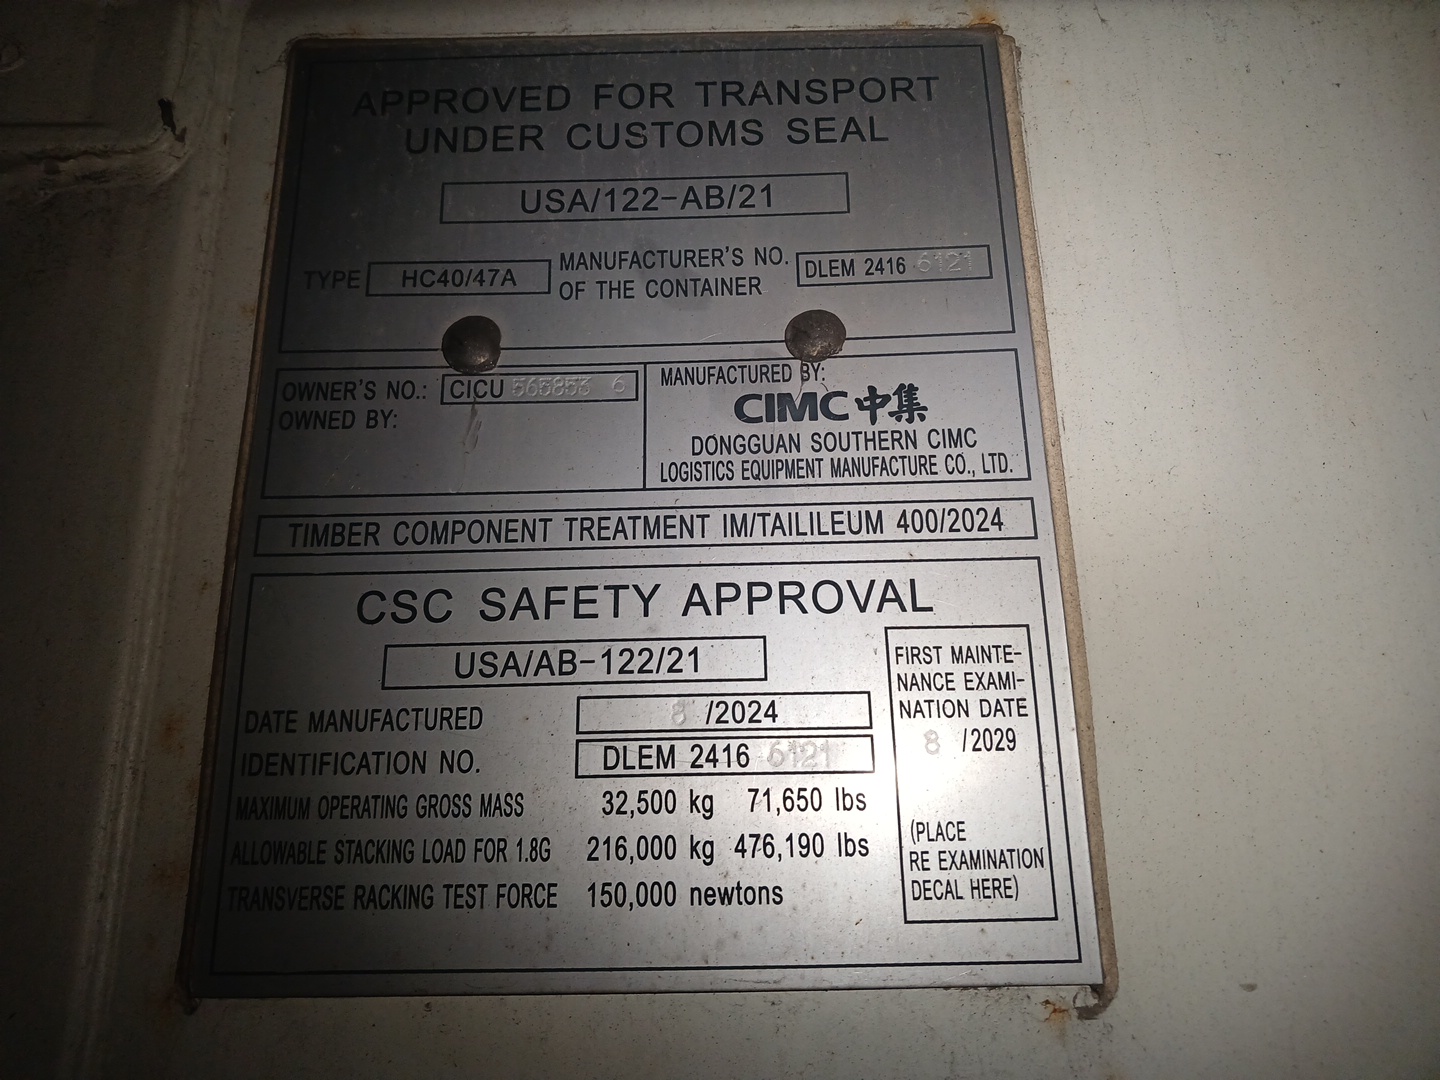 APPROVED FOR TRANSPORT
UNDER CUSTOMS SEAL
USA/122-AB/21
TYPE HC40/47A MANUFACTURER'S NO. OF THE CONTAINER DLEM 2416 6121
OWNER'S NO.: CICU 565853 6
OWNED BY:
MANUFACTURED BY:
CIMC 中集
DONGGUAN SOUTHERN CIMC
LOGISTICS EQUIPMENT MANUFACTURE CO., LTD.
TIMBER COMPONENT TREATMENT IM/TAILILEUM 400/2024
CSC SAFETY APPROVAL
USA/AB-122/21
DATE MANUFACTURED 8 /2024
IDENTIFICATION NO. DLEM 2416 6121
MAXIMUM OPERATING GROSS MASS 32,500 kg 71,650 lbs
ALLOWABLE STACKING LOAD FOR 1.8G 216,000 kg 476,190 lbs
TRANSVERSE RACKING TEST FORCE 150,000 newtons
FIRST MAINTE-
NANCE EXAMI-
NATION DATE
8 /2029
(PLACE
RE EXAMINATION
DECAL HERE)